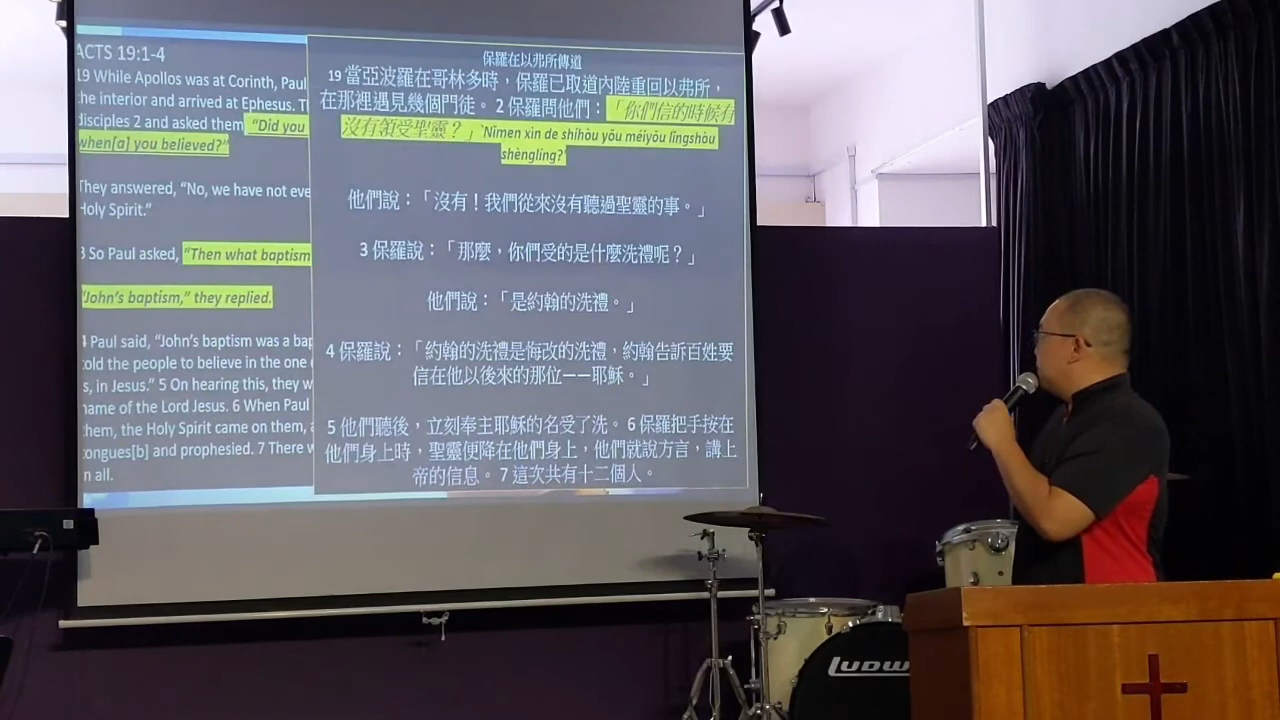 ACTS 19:1-4
19 While Apollos was at Corinth, Paul
the interior and arrived at Ephesus.
disciples 2 and asked them, "Did you
when[a] you believed?"
They answered, "No, we have not eve
Holy Spirit."
3 So Paul asked, "Then what baptism
"John's baptism," they replied.
4 Paul said, "John's baptism was a bap
told the people to believe in the one
s, in Jesus." 5 On hearing this, they w
name of the Lord Jesus. 6 When Paul
them, the Holy Spirit came on them,
tongues[b] and prophesied. 7 There w
n all.
保羅在以弗所傳道
19 當亞波羅在哥林多時，保羅已取道內陸重回以弗所，
在那裡遇見幾個門徒。 2 保羅問他們：「你們信的時候有
沒有領受聖靈？」`Nǐmen xìn de shíhòu yǒu méiyǒu lǐngshòu
shènglíng?'
他們說：「沒有！我們從來沒有聽過聖靈的事。」
3 保羅說：「那麼，你們受的是什麼洗禮呢？」
他們說：「是約翰的洗禮。」
4 保羅說：「約翰的洗禮是悔改的洗禮，約翰告訴百姓要
信在他以後來的那位——耶穌。」
5 他們聽後，立刻奉主耶穌的名受了洗。 6 保羅把手按在
他們身上時，聖靈便降在他們身上，他們就說方言，講上
帝的信息。 7 這次共有十二個人。
LUDW